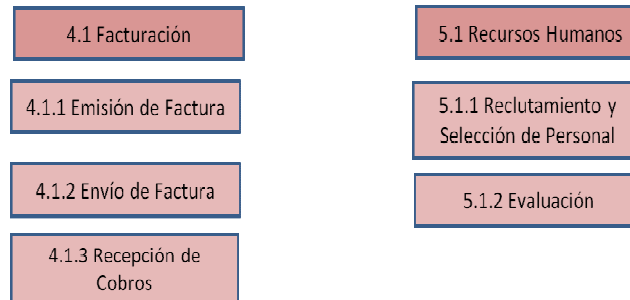 4.1 Facturación
4.1.1 Emisión de Factura
4.1.2 Envío de Factura
4.1.3 Recepción de
Cobros
5.1 Recursos Humanos
5.1.1 Reclutamiento y
Selección de Personal
5.1.2 Evaluación